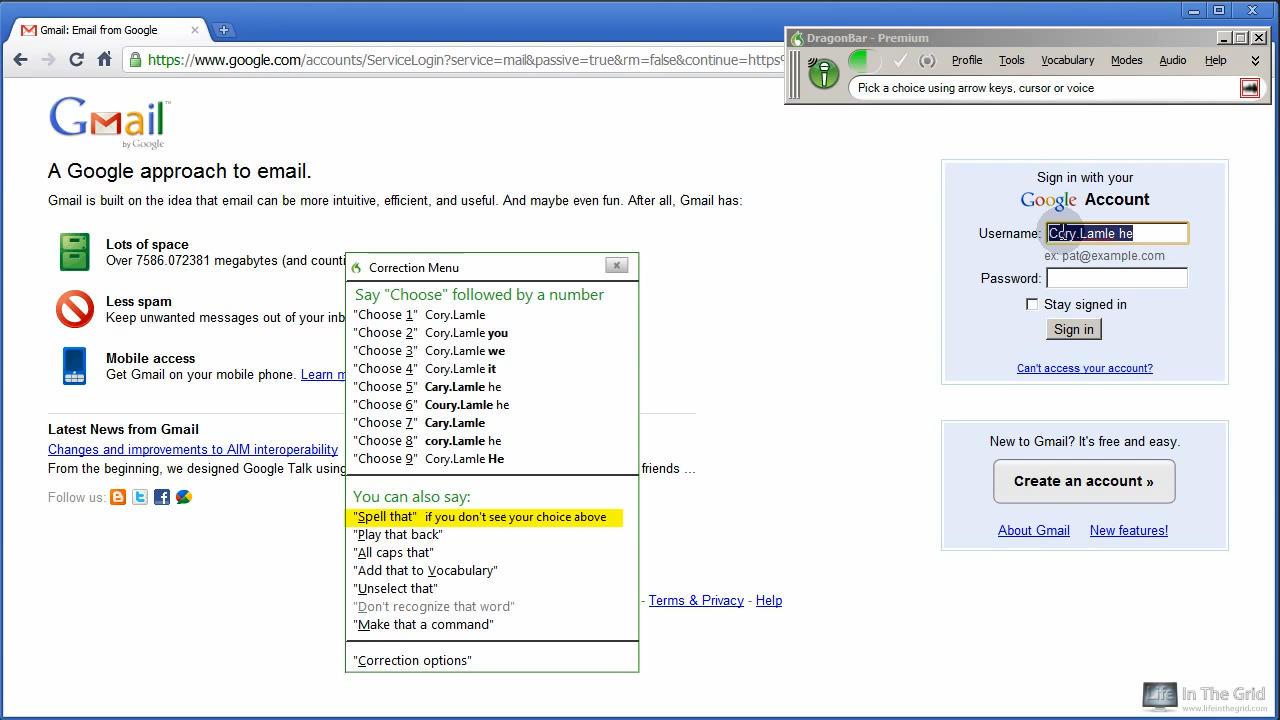 Gmail: Email from Google
https://www.google.com/accounts/ServiceLogin?service=mail&passive=true&rm=false&continue=https%
DragonBar - Premium
Profile Tools Vocabulary Modes Audio Help
Pick a choice using arrow keys, cursor or voice
Gmail™
by Google
A Google approach to email.
Gmail is built on the idea that email can be more intuitive, efficient, and useful. And maybe even fun. After all, Gmail has:
Lots of space
Over 7586.072381 megabytes (and counti
Less spam
Keep unwanted messages out of your inb
Mobile access
Get Gmail on your mobile phone. Learn m
Latest News from Gmail
Changes and improvements to AIM interoperability
From the beginning, we designed Google Talk using
friends ...
Follow us:
Correction Menu
Say "Choose" followed by a number
"Choose 1" Cory.Lamle
"Choose 2" Cory.Lamle you
"Choose 3" Cory.Lamle we
"Choose 4" Cory.Lamle it
"Choose 5" Cary.Lamle he
"Choose 6" Coury.Lamle he
"Choose 7" Cary.Lamle
"Choose 8" cory.Lamle he
"Choose 9" Cory.Lamle He
You can also say:
"Spell that" if you don't see your choice above
"Play that back"
"All caps that"
"Add that to Vocabulary"
"Unselect that"
"Don't recognize that word"
"Make that a command"
"Correction options"
- Terms & Privacy - Help
Sign in with your
Google Account
Username: Cory.Lamle he
ex: pat@example.com
Password:
Stay signed in
Sign in
Can't access your account?
New to Gmail? It's free and easy.
Create an account »
About Gmail New features!
Life In The Grid
www.lifeinthegrid.com